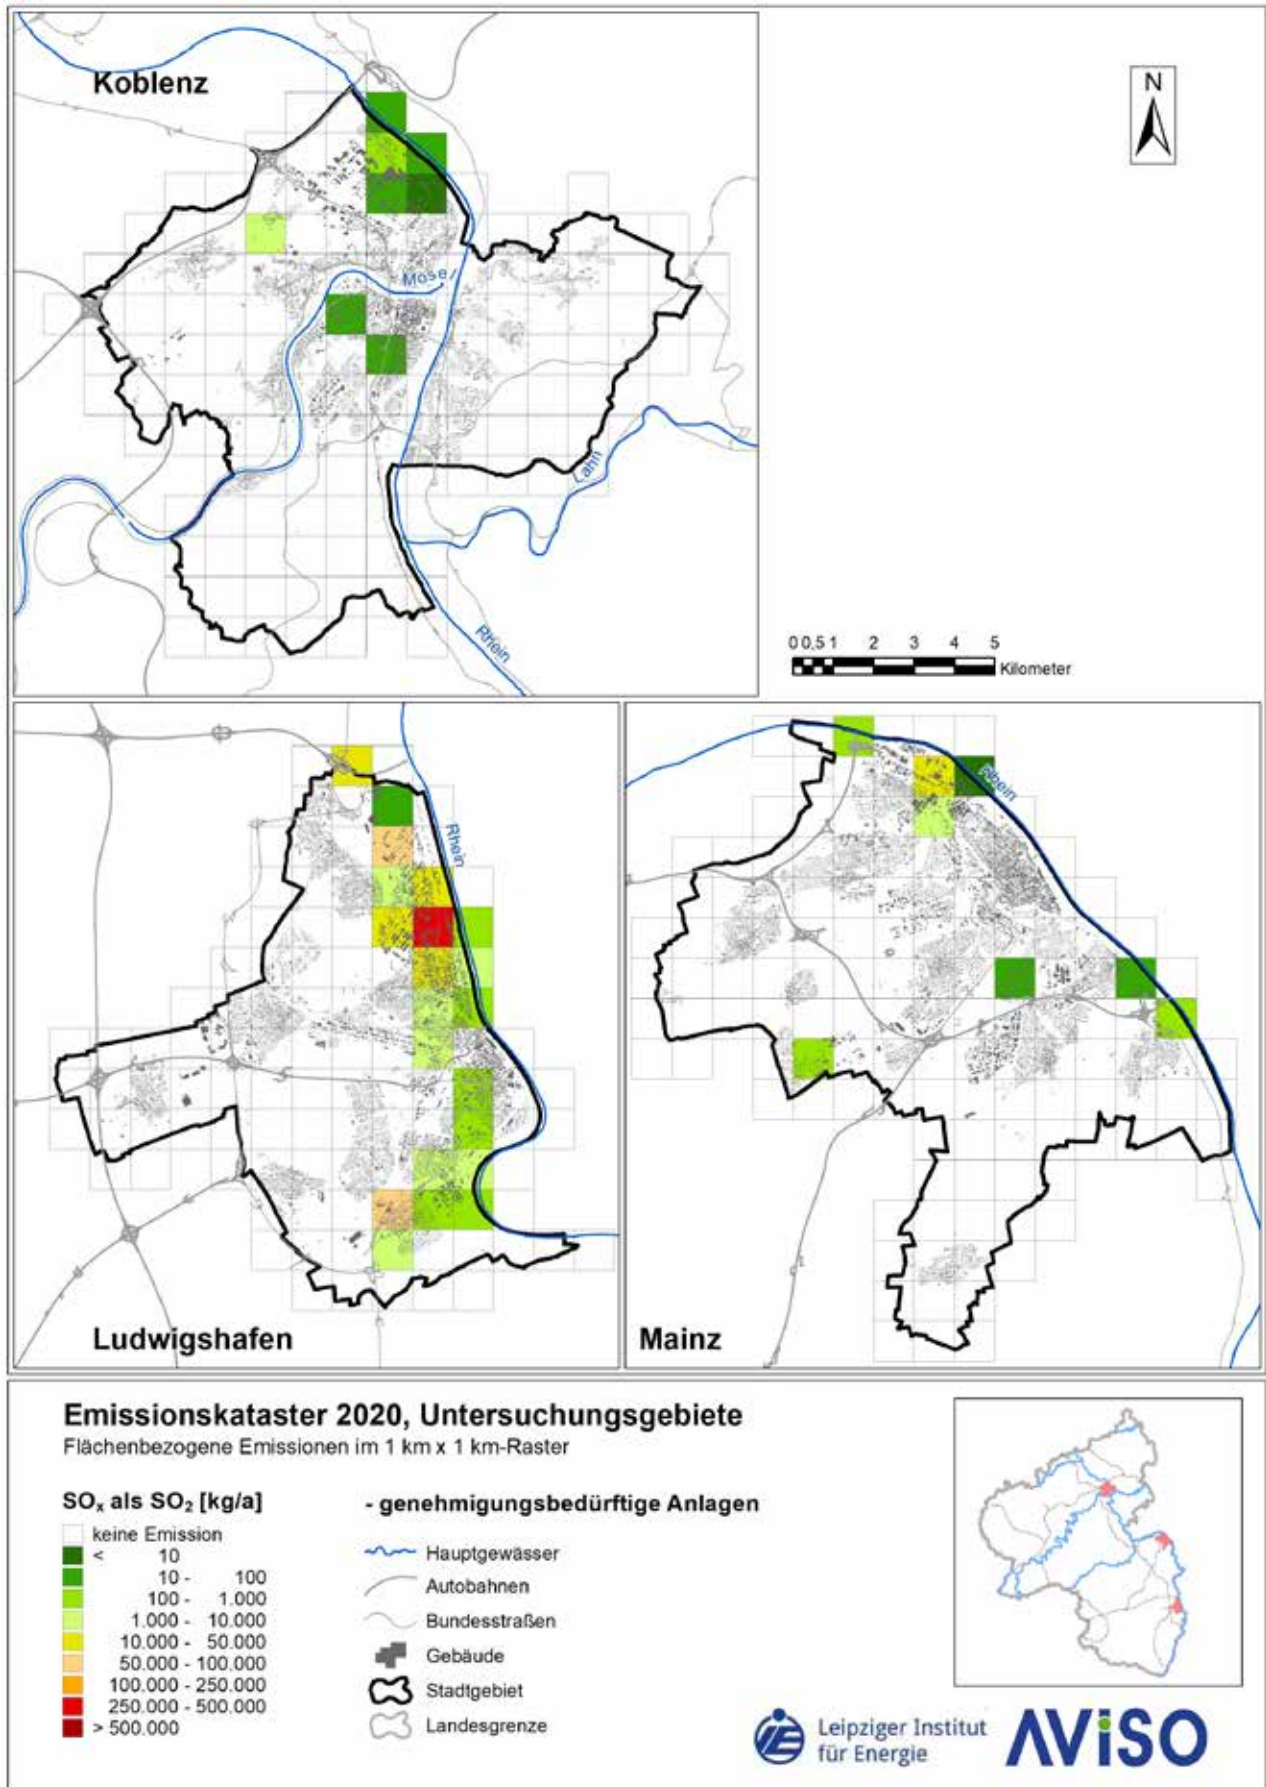 Koblenz
N
Mosel
Lahn
Rhein
0 0,5 1 2 3 4 5
Kilometer
Rhein
Ludwigshafen
Rhein
Mainz
Emissionskataster 2020, Untersuchungsgebiete
Flächenbezogene Emissionen im 1 km x 1 km-Raster
SOx als SO2 [kg/a]
keine Emission
< 10
10 - 100
100 - 1.000
1.000 - 10.000
10.000 - 50.000
50.000 - 100.000
100.000 - 250.000
250.000 - 500.000
> 500.000
- genehmigungsbedürftige Anlagen
Hauptgewässer
Autobahnen
Bundesstraßen
Gebäude
Stadtgebiet
Landesgrenze
Leipziger Institut
für Energie
AViSO